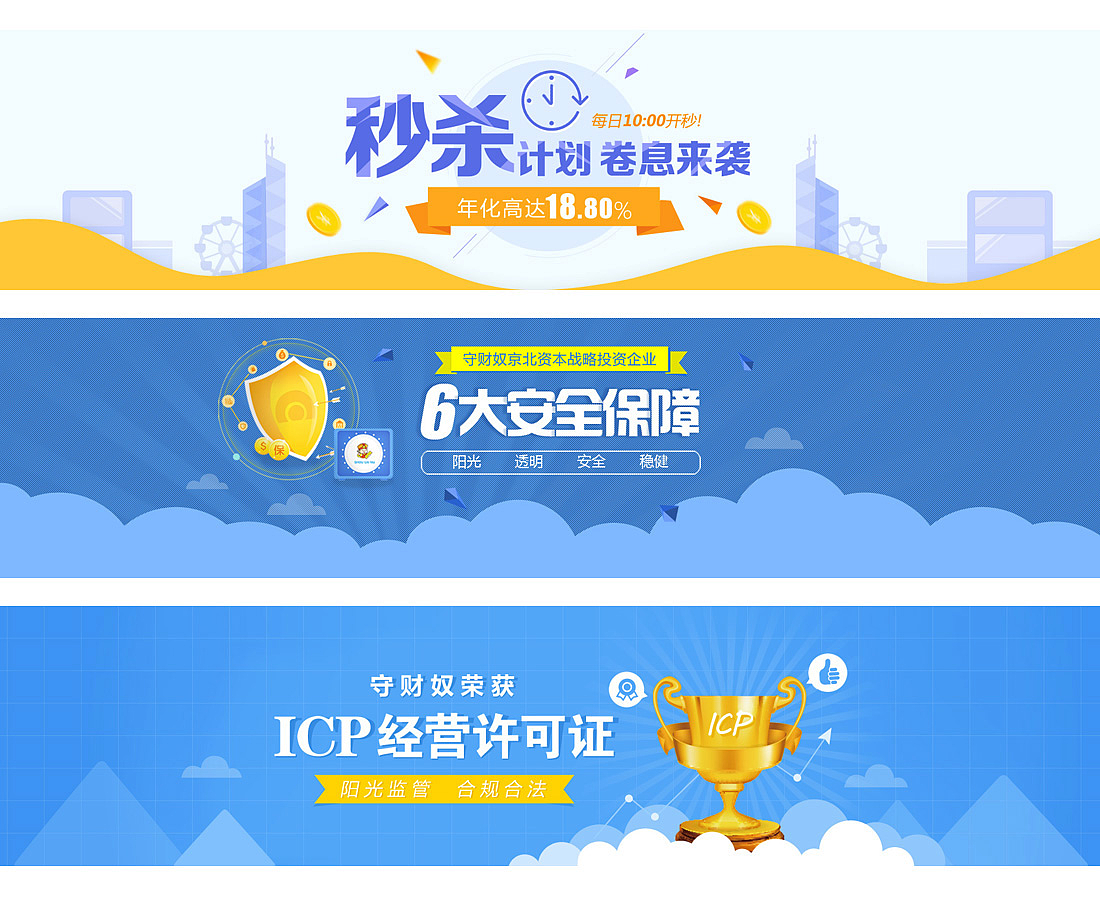 秒杀计划 卷息来袭
每日10:00开秒!
年化高达18.80%
守财奴京北资本战略投资企业
6大安全保障
阳光 透明 安全 稳健
保
守财奴荣获
ICP经营许可证
阳光监管 合规合法
ICP